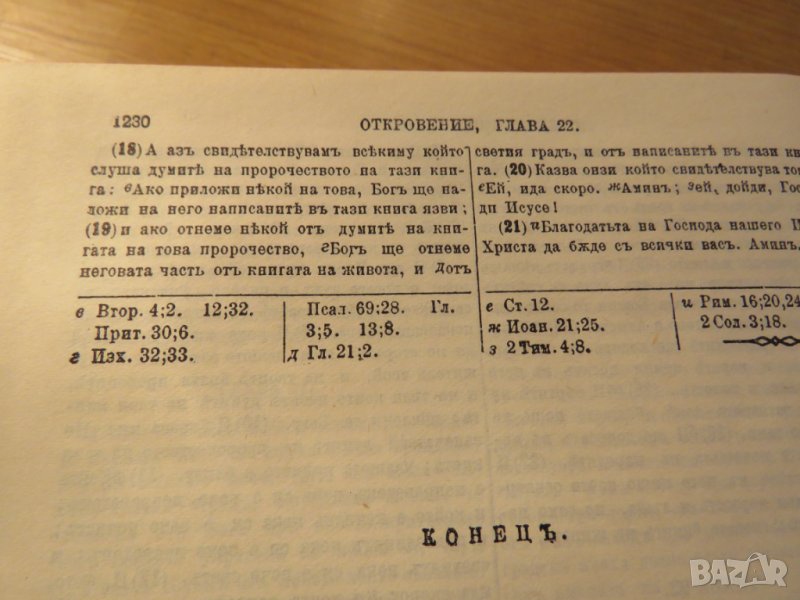 1230
ОТКРОВЕНИЕ, ГЛАВА 22.
(18) А азъ свидѣтелствувамъ всѣкиму който
слуша думитѣ на пророчеството на тази кни-
га: вАко приложи нѣкой на това, Богъ ще на-
ложи на него написанитѣ въ тази книга язви;
(19) и ако отнеме нѣкой отъ думитѣ на кни-
гата на това пророчество, гБогъ ще отнеме
неговата часть отъ книгата на живота, и дотъ
светия градъ, и отъ написанитѣ въ тази
га. (20) Казва онзи който свидѣтелствува
еЕй, ида скоро. жАминъ; зей, дойди,
ди Исусе!
(21) иБлагодатьта на Господа нашего
Христа да бѫде съ всички васъ. Аминъ.
в Втор. 4;2. 12;32.
Прит. 30;6.
г Изх. 32;33.
Псал. 69:28. Гл.
3;5. 13;8.
д Гл. 21;2.
е Ст. 12.
ж Иоан. 21;25.
з 2 Тим. 4;8.
и Рим. 16;20,24
2 Сол. 3;18.
КОНЕЦЪ.
BAZAR